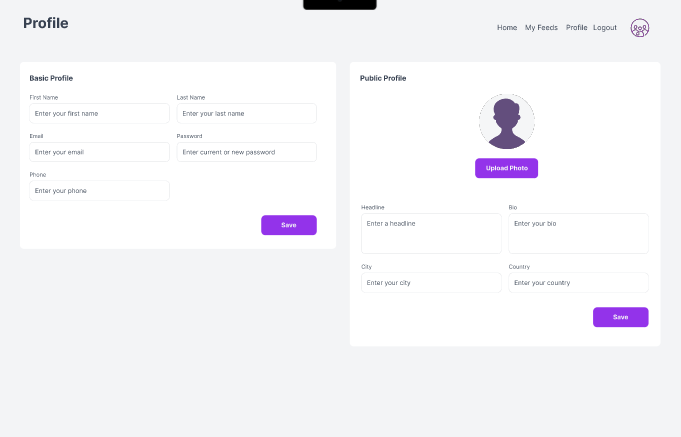 Profile
Home My Feeds Profile Logout
Basic Profile
First Name Last Name
Enter your first name Enter your last name
Email Password
Enter your email Enter current or new password
Phone
Enter your phone
Save
Public Profile
Upload Photo
Headline Bio
Enter a headline Enter your bio
City Country
Enter your city Enter your country
Save